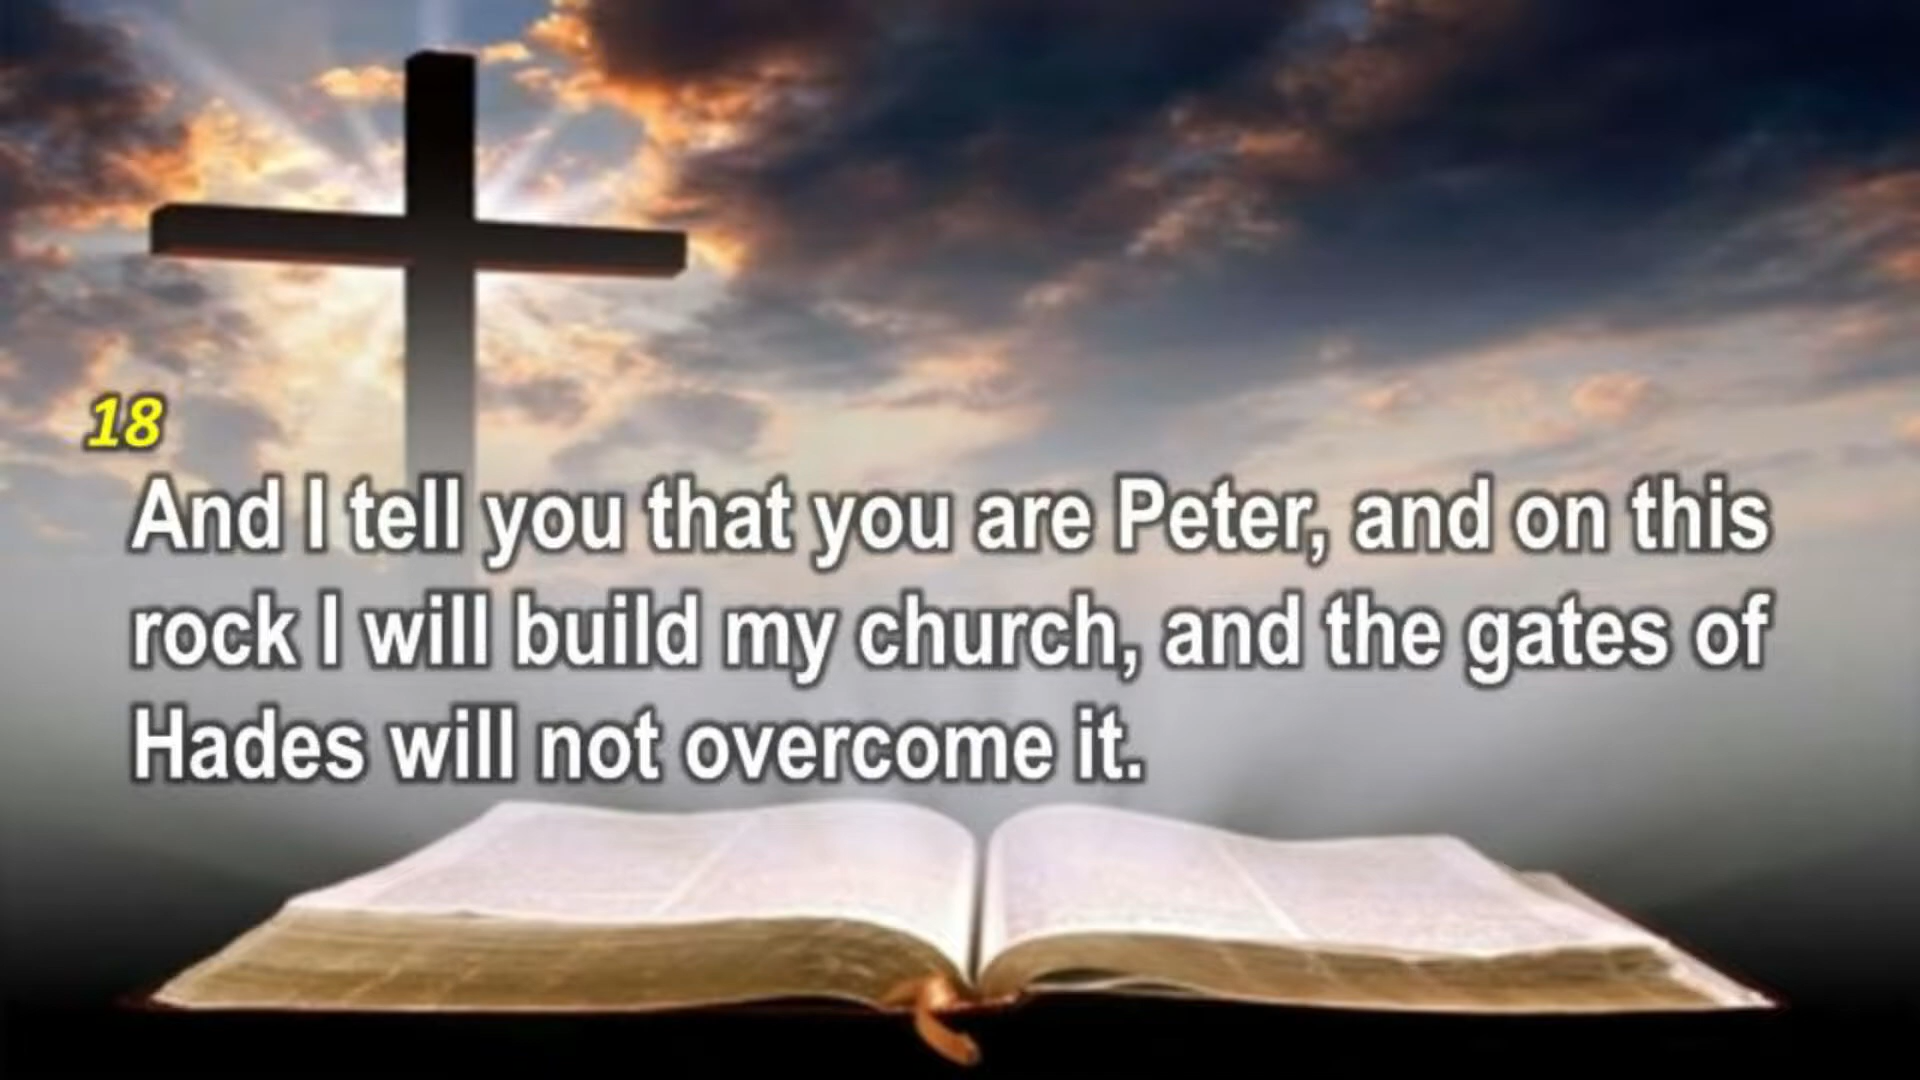 18
And I tell you that you are Peter, and on this
rock I will build my church, and the gates of
Hades will not overcome it.